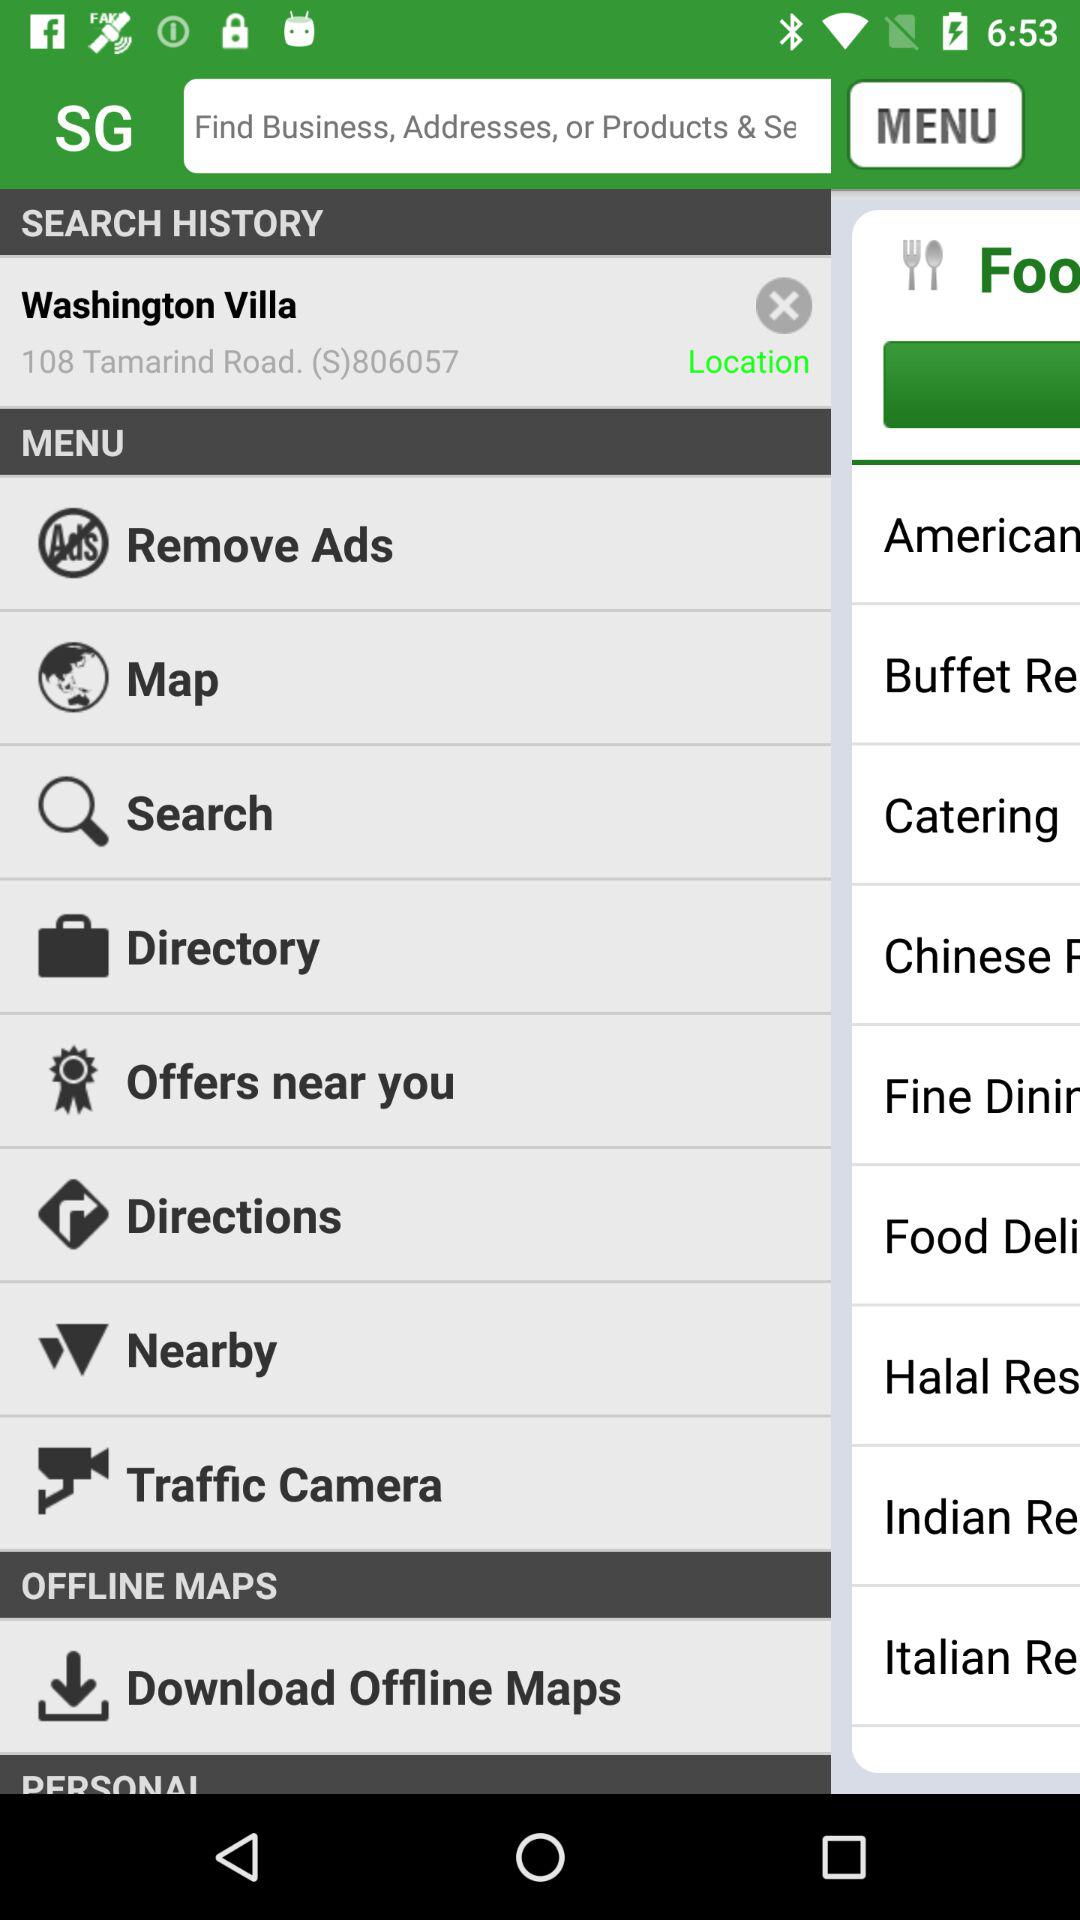 FAK
6:53
SG
Find Business, Addresses, or Products & Se
MENU
SEARCH HISTORY
Washington Villa
108 Tamarind Road. (S)806057
Location
MENU
Ads
Remove Ads
Map
Search
Directory
Offers near you
Directions
Nearby
Traffic Camera
OFFLINE MAPS
Download Offline Maps
PERSONAL
Foo
American
Buffet Re
Catering
Chinese R
Fine Dinin
Food Deli
Halal Res
Indian Re
Italian Re